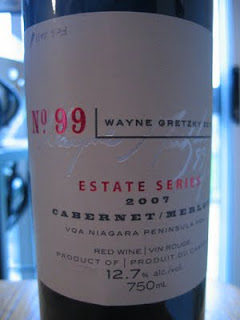 No 99
WAYNE GRETZKY
ESTATE SERIES
2007
CABERNET/MERLOT
VQA NIAGARA PENINSULA
RED WINE | VIN ROUGE
PRODUCT OF | PRODUIT DU
12.7% alc./vol.
750mL